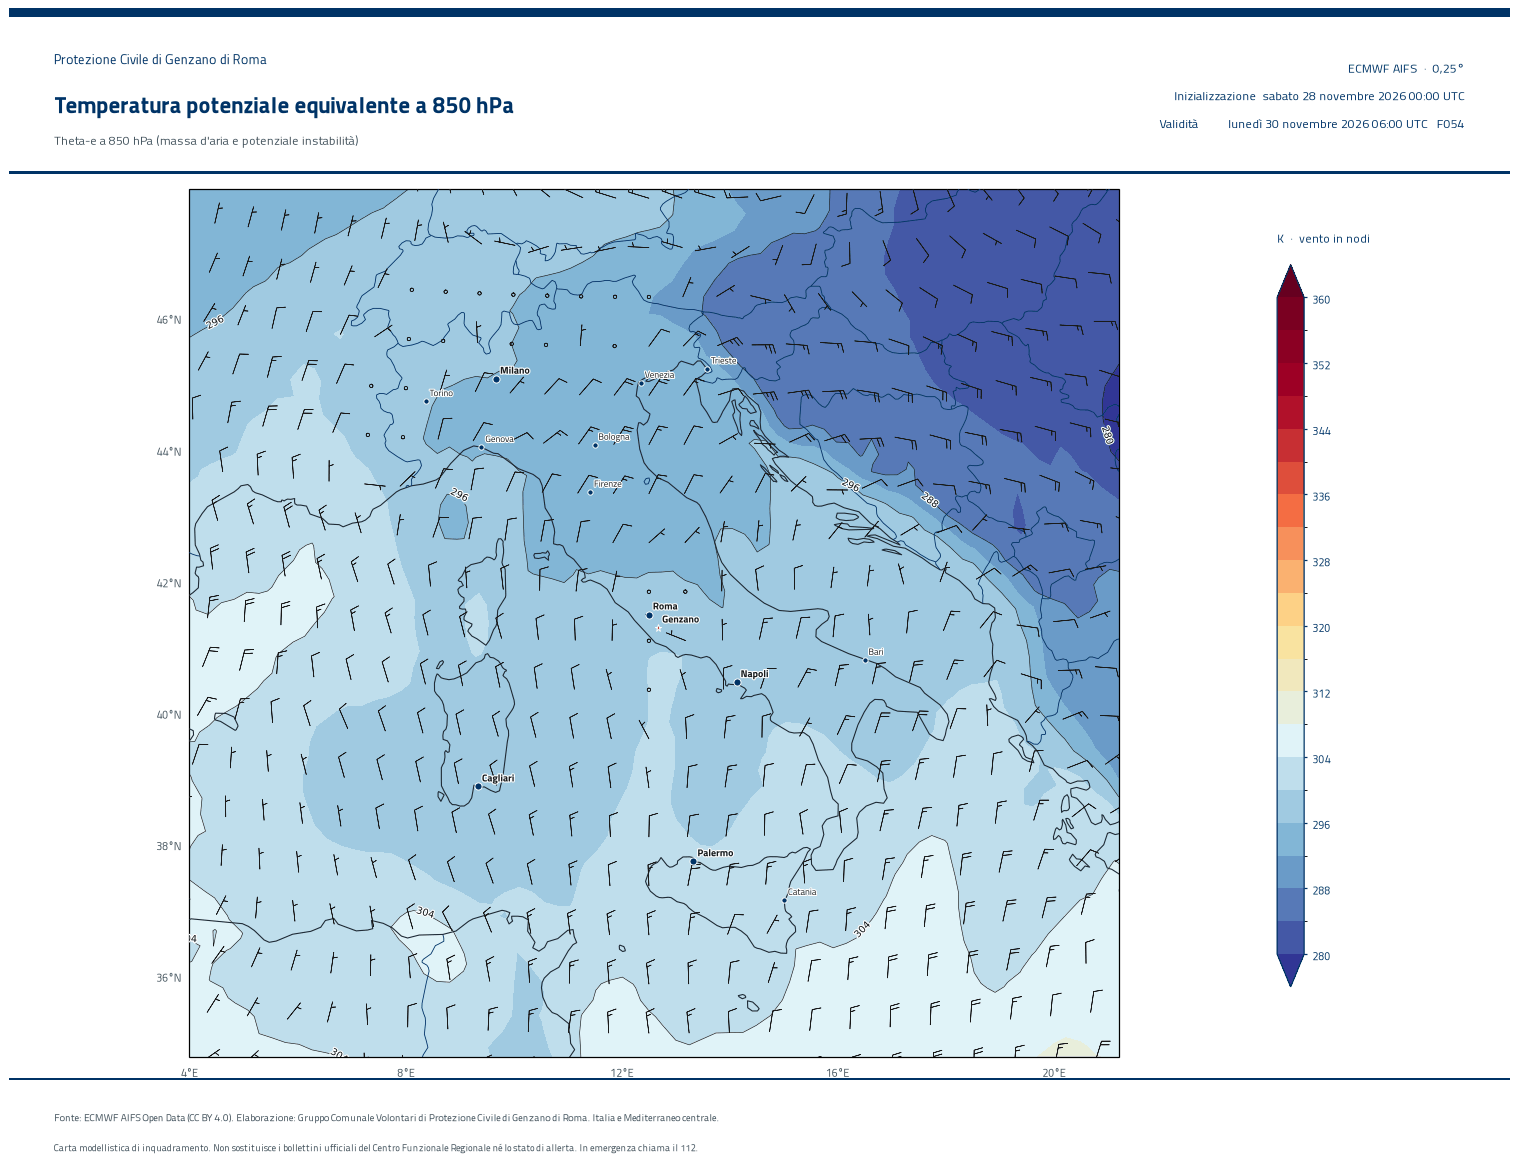 Protezione Civile di Genzano di Roma
ECMWF AIFS · 0,25°
Temperatura potenziale equivalente a 850 hPa
Inizializzazione sabato 28 novembre 2026 00:00 UTC
Theta-e a 850 hPa (massa d'aria e potenziale instabilità)
Validità lunedì 30 novembre 2026 06:00 UTC F054
K · vento in nodi
360
352
344
336
328
320
312
304
296
288
280
46°N
44°N
42°N
40°N
38°N
36°N
4°E
8°E
12°E
16°E
20°E
296
Trieste
Milano
Venezia
Torino
280
Genova
Bologna
296
Firenze
296
288
Roma
Genzano
Bari
Napoli
Cagliari
Palermo
Catania
304
304
04
304
Fonte: ECMWF AIFS Open Data (CC BY 4.0). Elaborazione: Gruppo Comunale Volontari di Protezione Civile di Genzano di Roma. Italia e Mediterraneo centrale.
Carta modellistica di inquadramento. Non sostituisce i bollettini ufficiali del Centro Funzionale Regionale né lo stato di allerta. In emergenza chiama il 112.